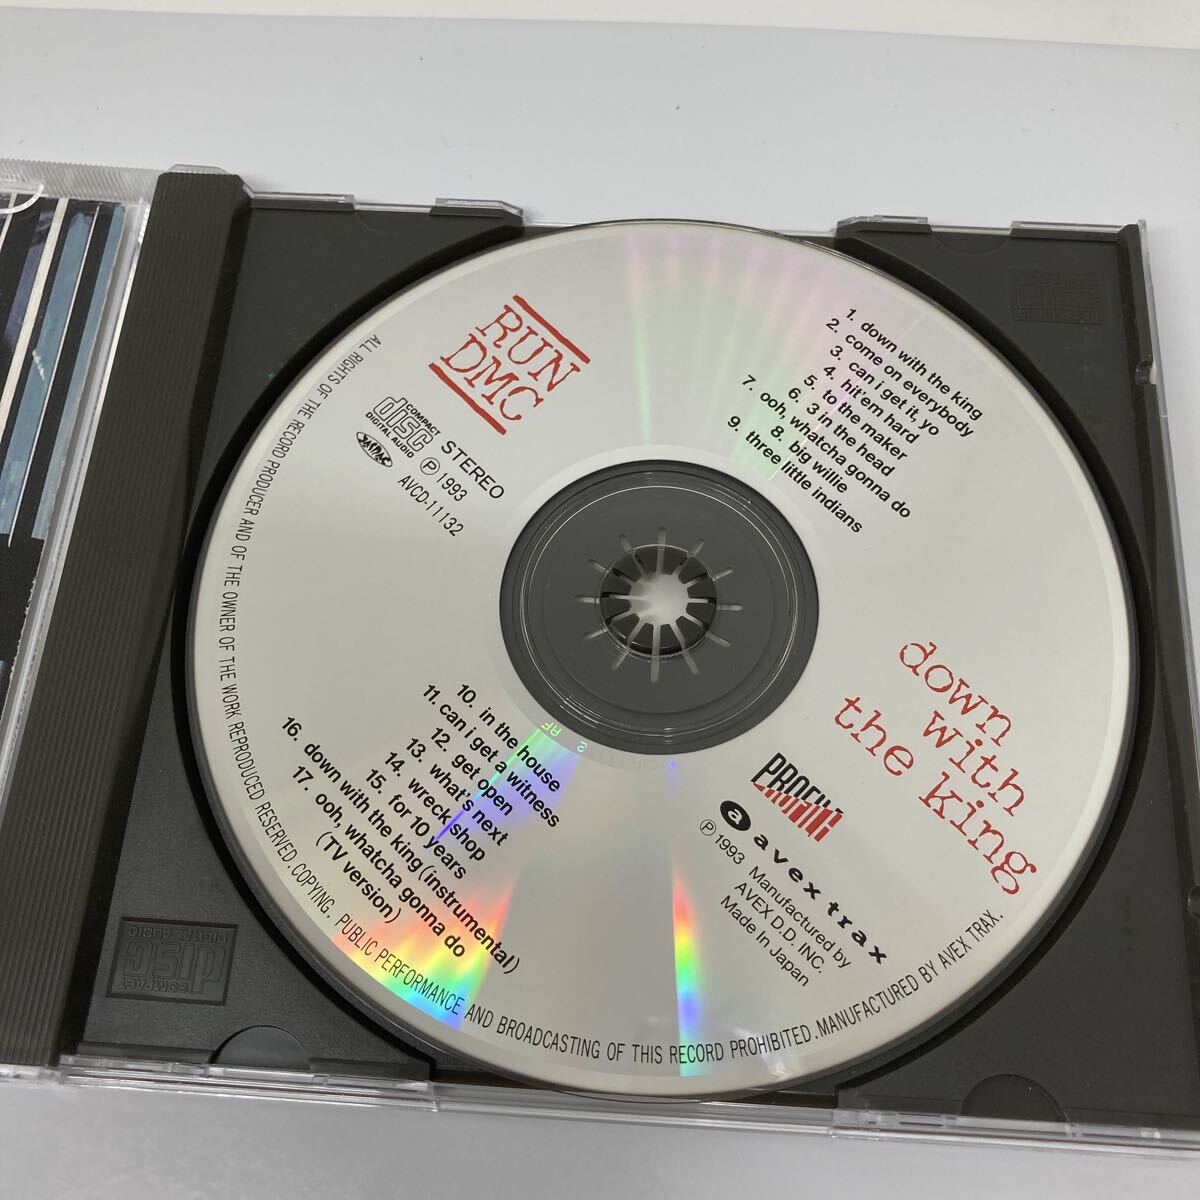 RUN
DMC
COMPACT
disc
DIGITAL AUDIO
STEREO
Ⓟ 1993
AVCD-11132
1. down with the king
2. come on everybody
3. can i get it, yo
4. hit'em hard
5. to the maker
6. 3 in the head
7. ooh, whatcha gonna do
8. big willie
9. three little indians
down
with
the king
10. in the house
11. can i get a witness
12. get open
13. what's next
14. wreck shop
15. for 10 years
16. down with the king (instrumental)
17. ooh, whatcha gonna do
(TV version)
PROFILE
a avex trax
Ⓟ1993 Manufactured by
AVEX D.D. INC.
Made In Japan
ALL RIGHTS OF THE RECORD PRODUCER AND OF THE OWNER OF THE WORK REPRODUCED RESERVED. COPYING, PUBLIC PERFORMANCE AND BROADCASTING OF THIS RECORD PROHIBITED. MANUFACTURED BY AVEX TRAX.
COMPACT
disc
DIGITAL AUDIO